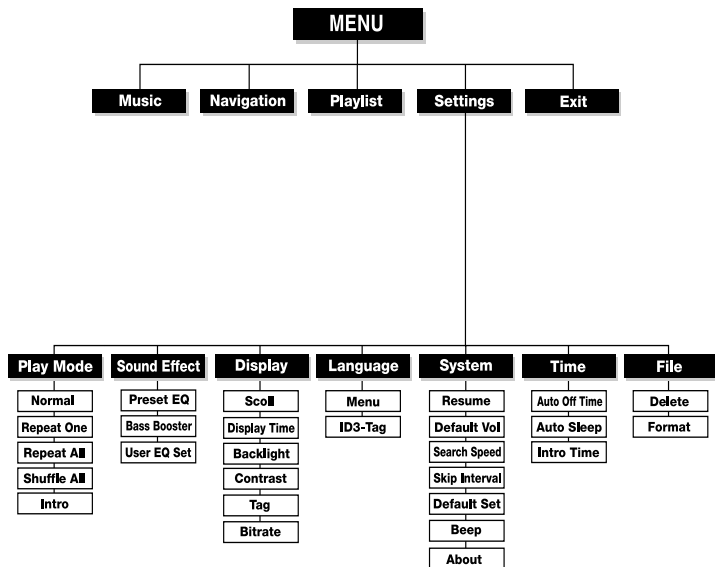 MENU
Music Navigation Playlist Settings Exit
Play Mode Sound Effect Display Language System Time File
Normal Preset EQ Scoll Menu Resume Auto Off Time Delete
Repeat One Bass Booster Display Time ID3-Tag Default Vol Auto Sleep Format
Repeat All User EQ Set Backlight Search Speed Intro Time
Shuffle All Contrast Skip Interval
Intro Tag Default Set
Bitrate Beep
About